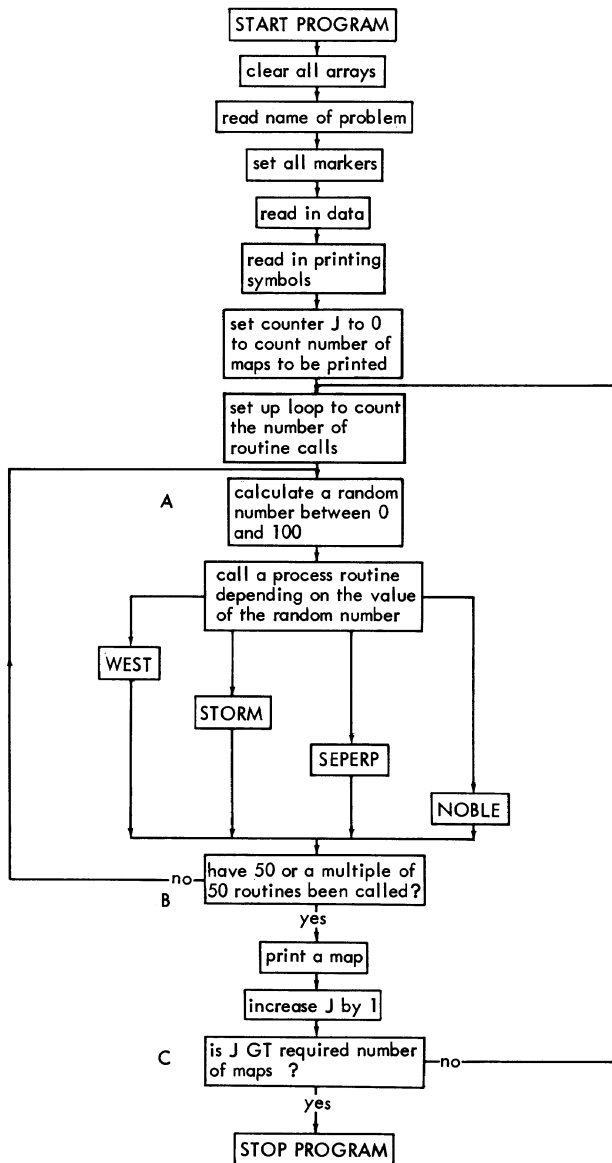 START PROGRAM
clear all arrays
read name of problem
set all markers
read in data
read in printing
symbols
set counter J to 0
to count number of
maps to be printed
set up loop to count
the number of
routine calls
A
calculate a random
number between 0
and 100
call a process routine
depending on the value
of the random number
WEST
STORM
SEPERP
NOBLE
have 50 or a multiple of
50 routines been called?
no
B
yes
print a map
increase J by 1
C
is J GT required number
of maps ?
no
yes
STOP PROGRAM